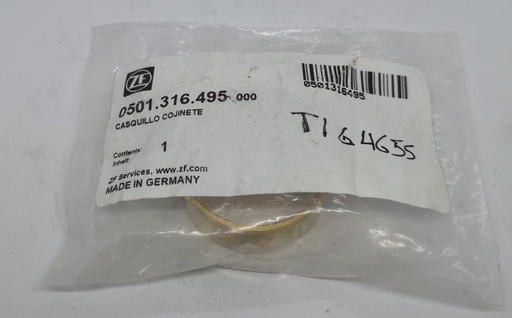 ZF
0501.316.495 000
CASQUILLO COJINETE
0501316495
T1G4655
Contents:
Inhalt: 1
ZF Services, www.zf.com
MADE IN GERMANY